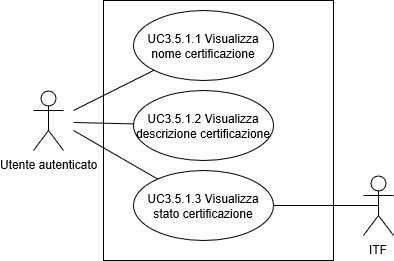 UC3.5.1.1 Visualizza
nome certificazione
UC3.5.1.2 Visualizza
descrizione certificazione
Utente autenticato
UC3.5.1.3 Visualizza
stato certificazione
ITF